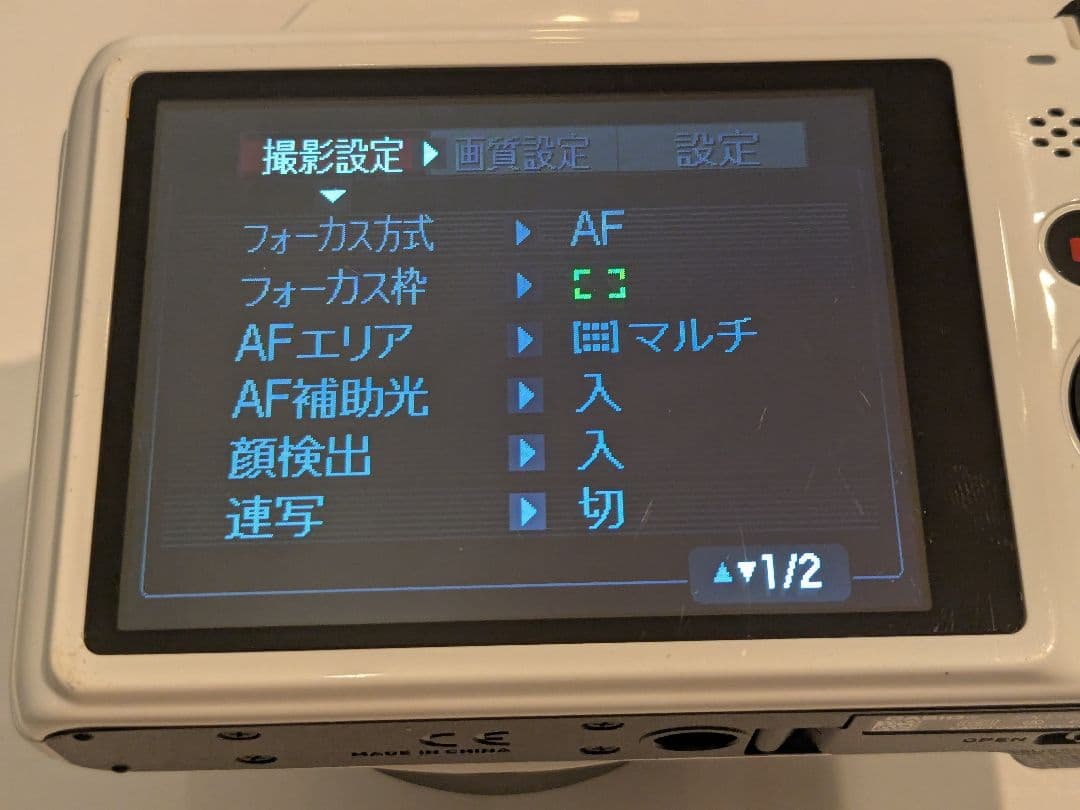 撮影設定 画質設定 設定
フォーカス方式 AF
フォーカス枠
AFエリア マルチ
AF補助光 入
顔検出 入
連写 切
1/2
CE
MADE IN CHINA
OPEN